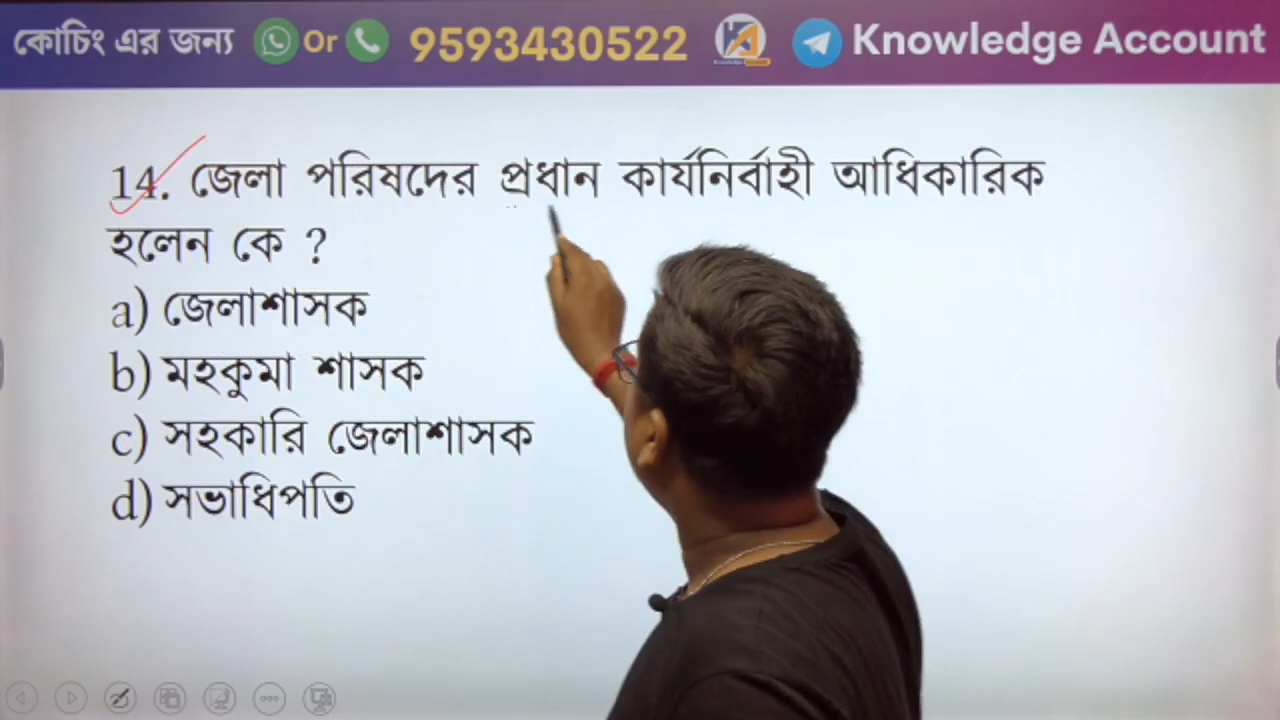 কোচিং এর জন্য Or 9593430522 Knowledge Account
14. জেলা পরিষদের প্রধান কার্যনির্বাহী আধিকারিক
হলেন কে ?
a) জেলাশাসক
b) মহকুমা শাসক
c) সহকারি জেলাশাসক
d) সভাধিপতি